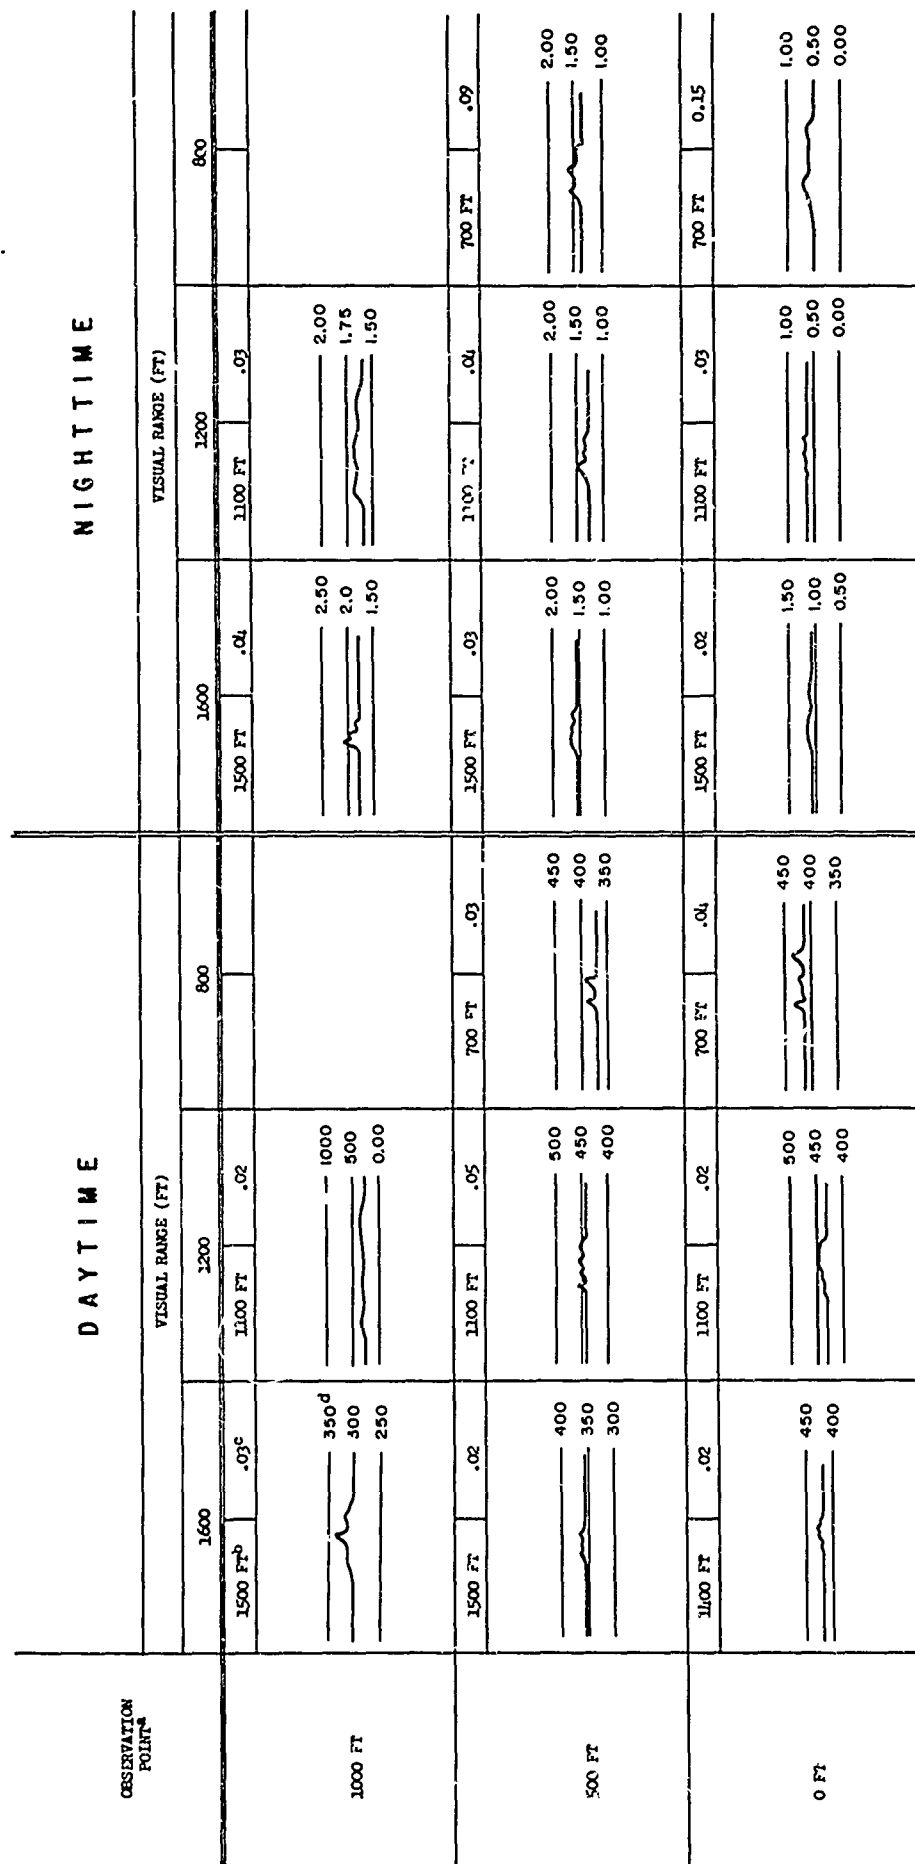 DAYTIME NIGHTTIME
OBSERVATION
POINTa
VISUAL RANGE (FT) VISUAL RANGE (FT)
1600 1200 800 1600 1200 800
1500 FTb .03c 1100 FT .02 1500 FT .04 1100 FT .03
1000 FT
350d 1000 2.50 2.00
300 500 2.0 1.75
250 0.00 1.50 1.50
1500 FT .02 1100 FT .05 700 FT .03 1500 FT .03 1100 .04 700 FT .09
500 FT
400 500 450 2.00 2.00 2.00
350 450 400 1.50 1.50 1.50
300 400 350 1.00 1.00 1.00
1400 FT .02 1100 FT .02 700 FT .04 1500 FT .02 1100 FT .03 700 FT 0.15
0 FT
450 500 450 1.50 1.00 1.00
400 450 400 1.00 0.50 0.50
400 350 0.50 0.00 0.00